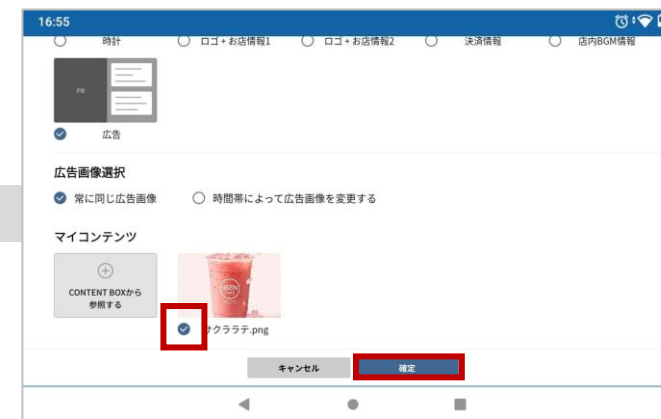 16:55
時計 ロゴ+お店情報1 ロゴ+お店情報2 決済情報 店内BGM情報
PR
広告
広告画像選択
常に同じ広告画像 時間帯によって広告画像を変更する
マイコンテンツ
CONTENT BOXから
参照する
サクララテ.png
キャンセル 確定